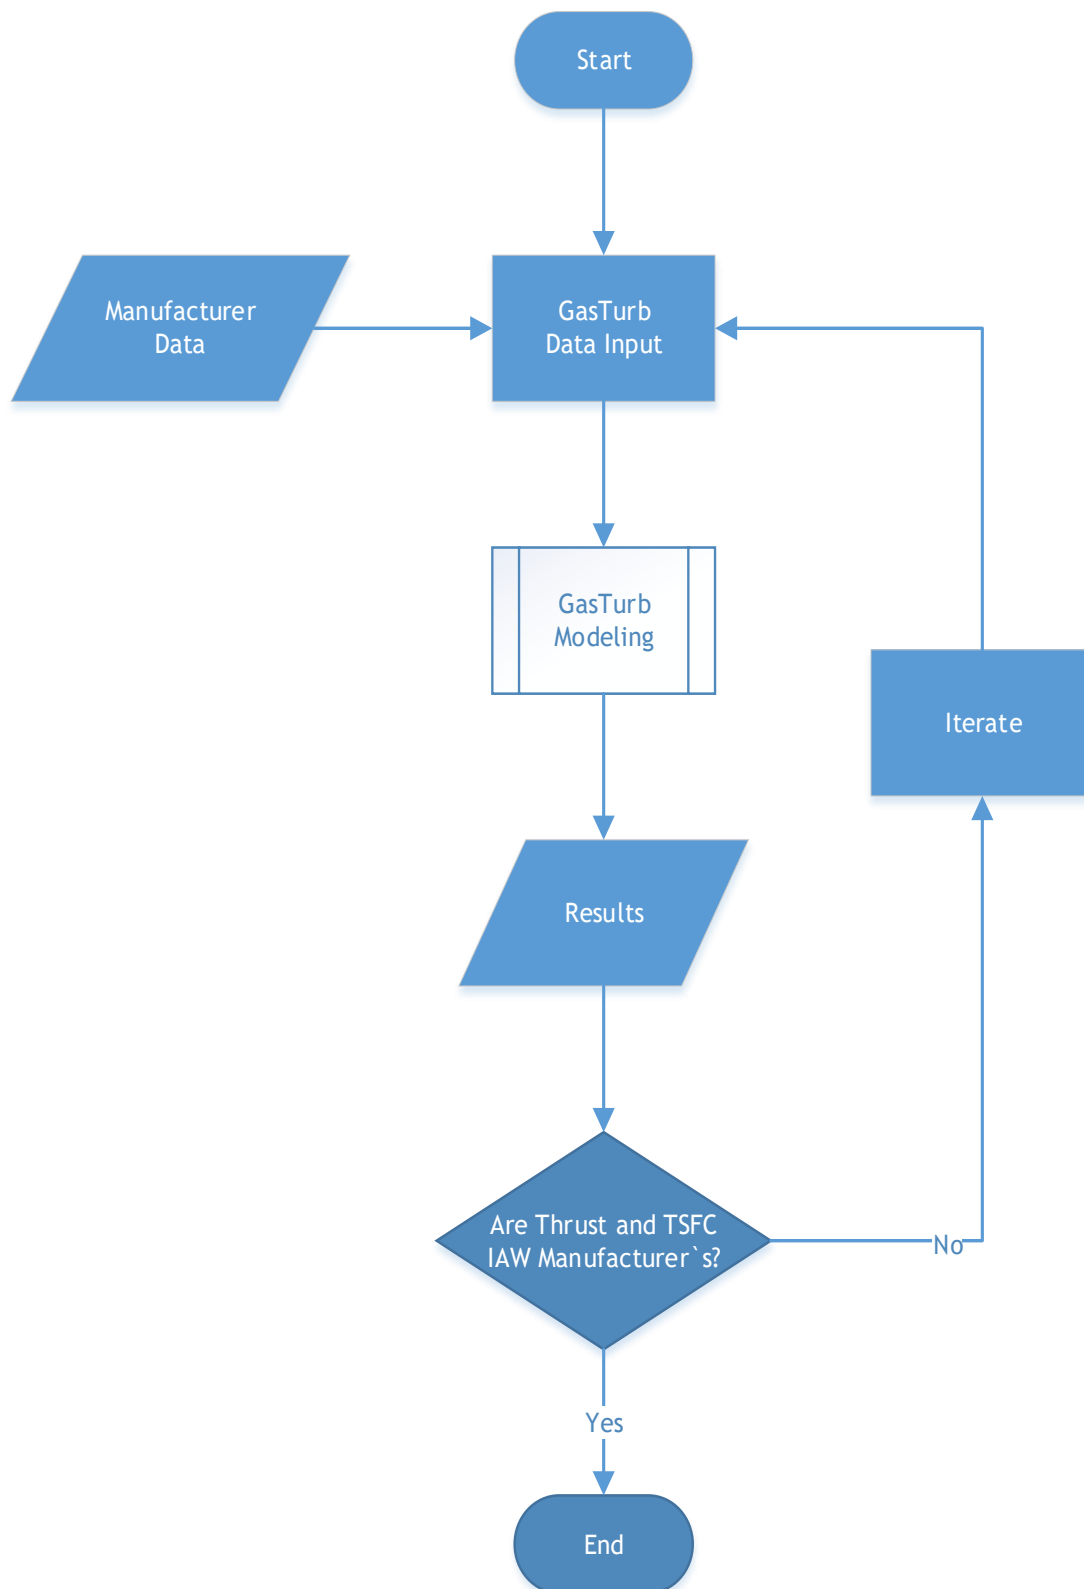 Start
Manufacturer
Data
GasTurb
Data Input
GasTurb
Modeling
Iterate
Results
Are Thrust and TSFC
IAW Manufacturer`s?
No
Yes
End